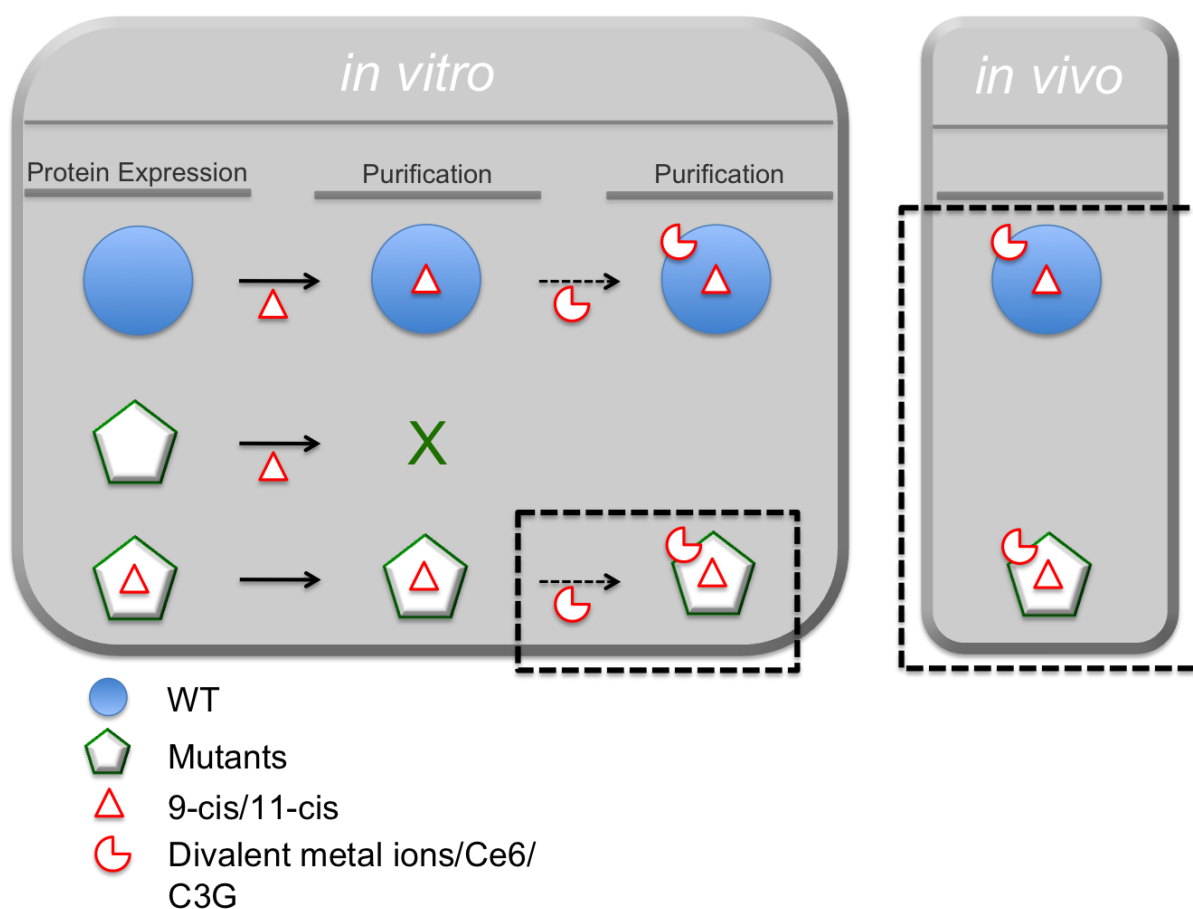 in vitro
in vivo
Protein Expression
Purification
Purification
X
WT
Mutants
9-cis/11-cis
Divalent metal ions/Ce6/
C3G